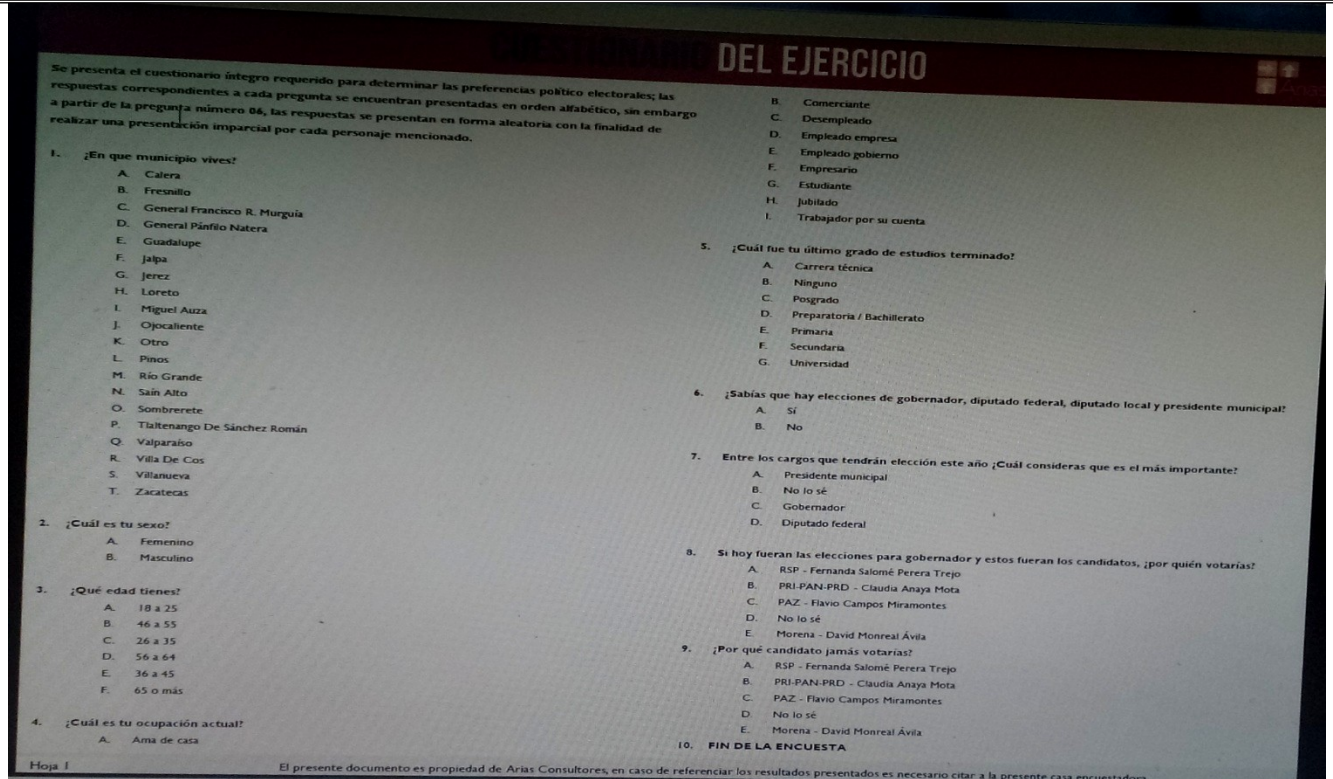 CUESTIONARIO DEL EJERCICIO
Arias
Se presenta el cuestionario íntegro requerido para determinar las preferencias político electorales; las
respuestas correspondientes a cada pregunta se encuentran presentadas en orden alfabético, sin embargo
a partir de la pregunta número 06, las respuestas se presentan en forma aleatoria con la finalidad de
realizar una presentación imparcial por cada personaje mencionado.
1. ¿En que municipio vives?
A. Calera
B. Fresnillo
C. General Francisco R. Murguía
D. General Pánfilo Natera
E. Guadalupe
F. Jalpa
G. Jerez
H. Loreto
I. Miguel Auza
J. Ojocaliente
K. Otro
L. Pinos
M. Río Grande
N. Saín Alto
O. Sombrerete
P. Tlaltenango De Sánchez Román
Q. Valparaíso
R. Villa De Cos
S. Villanueva
T. Zacatecas
2. ¿Cuál es tu sexo?
A. Femenino
B. Masculino
3. ¿Qué edad tienes?
A. 18 a 25
B. 46 a 55
C. 26 a 35
D. 56 a 64
E. 36 a 45
F. 65 o más
4. ¿Cuál es tu ocupación actual?
A. Ama de casa
B. Comerciante
C. Desempleado
D. Empleado empresa
E. Empleado gobierno
F. Empresario
G. Estudiante
H. Jubilado
I. Trabajador por su cuenta
5. ¿Cuál fue tu último grado de estudios terminado?
A. Carrera técnica
B. Ninguno
C. Posgrado
D. Preparatoria / Bachillerato
E. Primaria
F. Secundaria
G. Universidad
6. ¿Sabías que hay elecciones de gobernador, diputado federal, diputado local y presidente municipal?
A. Sí
B. No
7. Entre los cargos que tendrán elección este año ¿Cuál consideras que es el más importante?
A. Presidente municipal
B. No lo sé
C. Gobernador
D. Diputado federal
8. Si hoy fueran las elecciones para gobernador y estos fueran los candidatos, ¿por quién votarías?
A. RSP - Fernanda Salomé Perera Trejo
B. PRI-PAN-PRD - Claudia Anaya Mota
C. PAZ - Flavio Campos Miramontes
D. No lo sé
E. Morena - David Monreal Ávila
9. ¿Por qué candidato jamás votarías?
A. RSP - Fernanda Salomé Perera Trejo
B. PRI-PAN-PRD - Claudia Anaya Mota
C. PAZ - Flavio Campos Miramontes
D. No lo sé
E. Morena - David Monreal Ávila
10. FIN DE LA ENCUESTA
Hoja 1
El presente documento es propiedad de Arias Consultores, en caso de referenciar los resultados presentados es necesario citar a la presente casa encuestadora